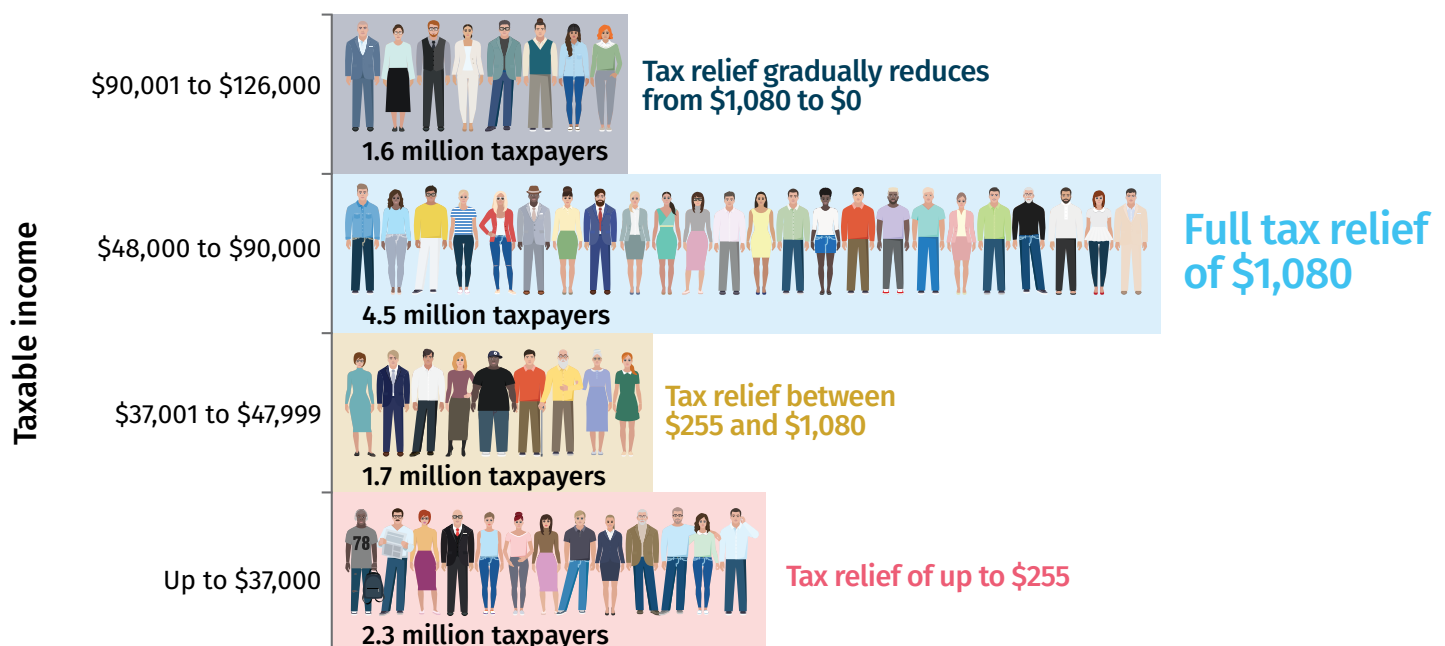 Taxable income
$90,001 to $126,000
1.6 million taxpayers
Tax relief gradually reduces
from $1,080 to $0
$48,000 to $90,000
4.5 million taxpayers
Full tax relief
of $1,080
$37,001 to $47,999
1.7 million taxpayers
Tax relief between
$255 and $1,080
Up to $37,000
78
2.3 million taxpayers
Tax relief of up to $255